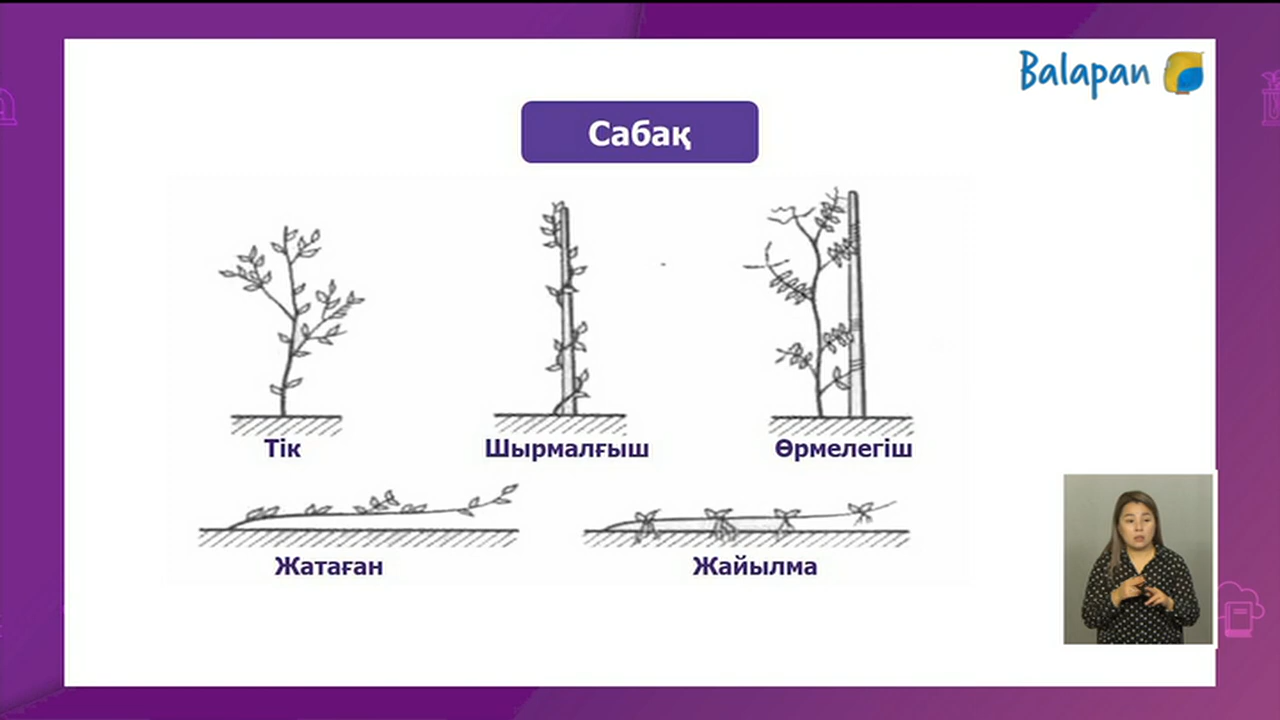 Balapan
Сабақ
Тік
Шырмалғыш
Өрмелегіш
Жатаған
Жайылма